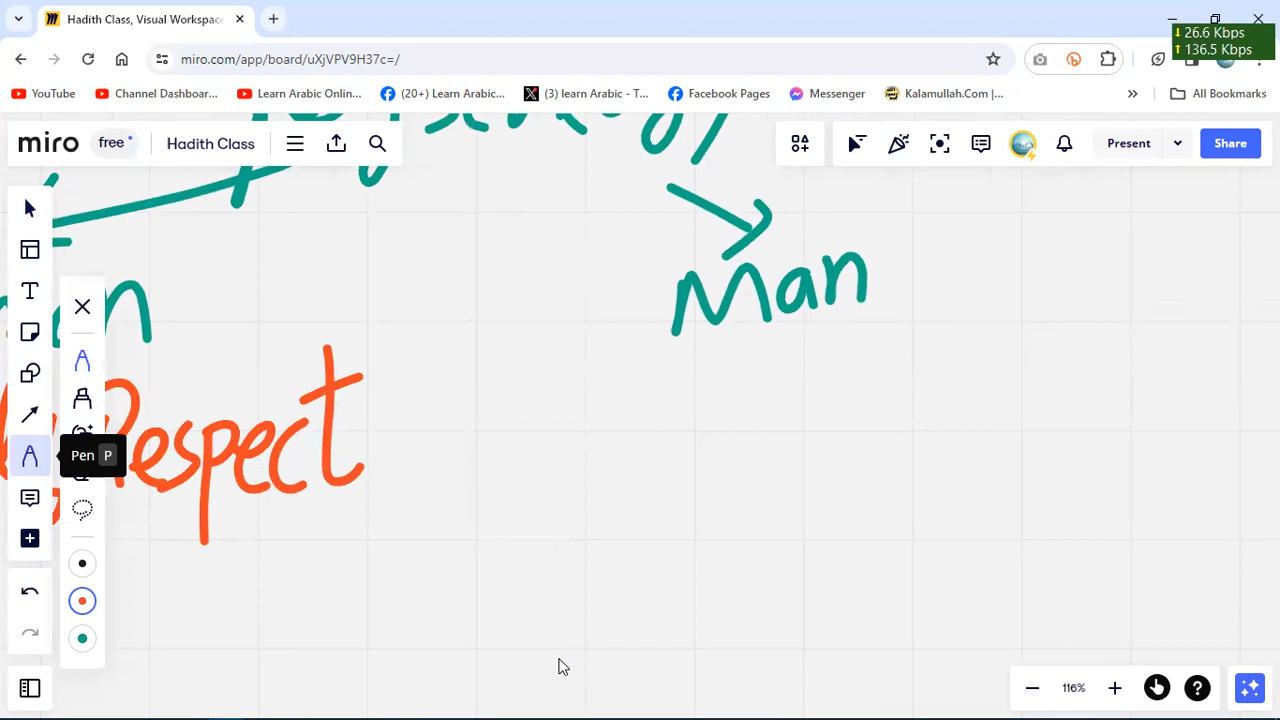 Hadith Class, Visual Workspac
26.6 Kbps
136.5 Kbps
miro.com/app/board/uXjVPV9H37c=/
YouTube
Channel Dashboar...
Learn Arabic Onlin...
(20+) Learn Arabic...
(3) learn Arabic - T...
Facebook Pages
Messenger
Kalamullah.Com |...
All Bookmarks
miro
free
Hadith Class
Present
Share
Man
Respect
Pen P
116%